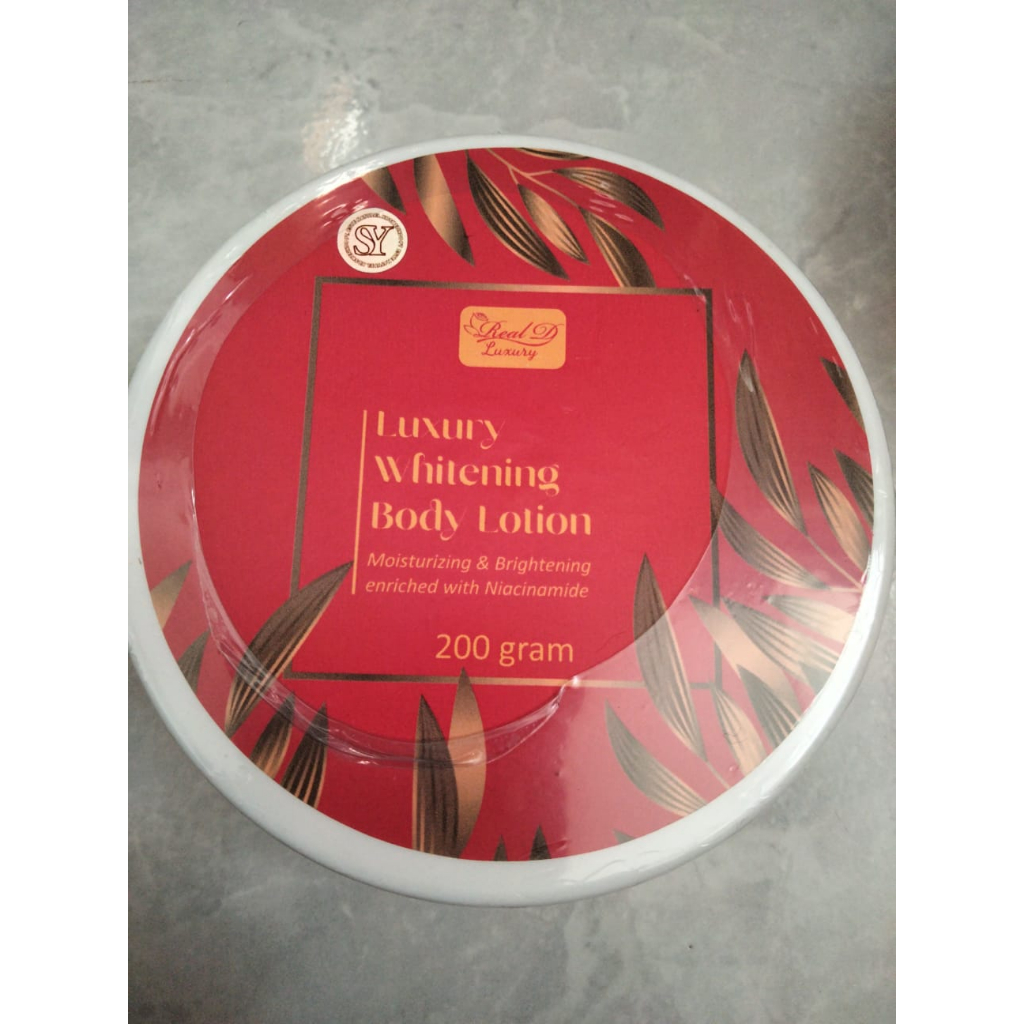 SY
Real D
Luxury
Luxury
Whitening
Body Lotion
Moisturizing & Brightening
enriched with Niacinamide
200 gram